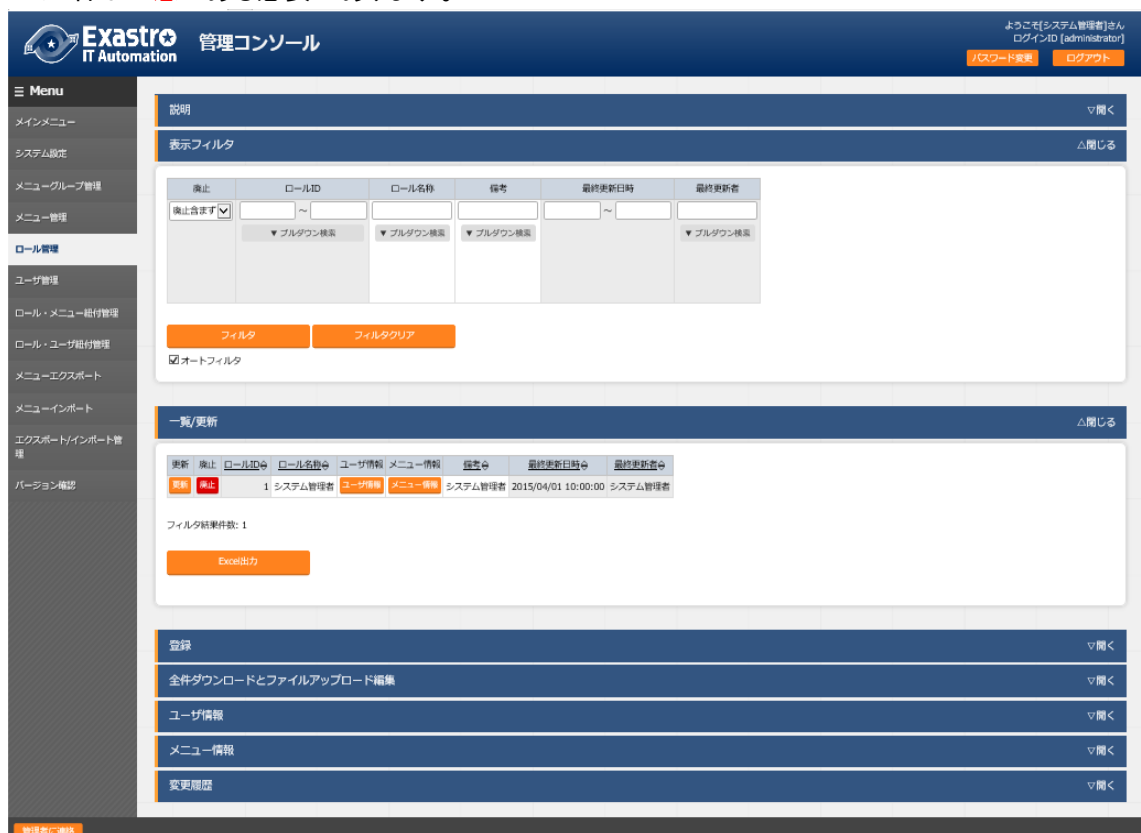 Exastro
IT Automation
管理コンソール
ようこそ[システム管理者]さん
ログインID [administrator]
パスワード変更
ログアウト
Menu
メインメニュー
システム設定
メニューグループ管理
メニュー管理
ロール管理
ユーザ管理
ロール・メニュー紐付管理
ロール・ユーザ紐付管理
メニューエクスポート
メニューインポート
エクスポート/インポート管
理
バージョン確認
説明 ▽開く
表示フィルタ △閉じる
廃止 ロールID ロール名称 備考 最終更新日時 最終更新者
廃止含まず ～ ～
▼ プルダウン検索 ▼ プルダウン検索 ▼ プルダウン検索 ▼ プルダウン検索
フィルタ フィルタクリア
オートフィルタ
一覧/更新 △閉じる
更新 廃止 ロールID ロール名称 ユーザ情報 メニュー情報 備考 最終更新日時 最終更新者
更新 廃止 1 システム管理者 ユーザ情報 メニュー情報 システム管理者 2015/04/01 10:00:00 システム管理者
フィルタ結果件数: 1
Excel出力
登録 ▽開く
全件ダウンロードとファイルアップロード編集 ▽開く
ユーザ情報 ▽開く
メニュー情報 ▽開く
変更履歴 ▽開く
管理者に連絡